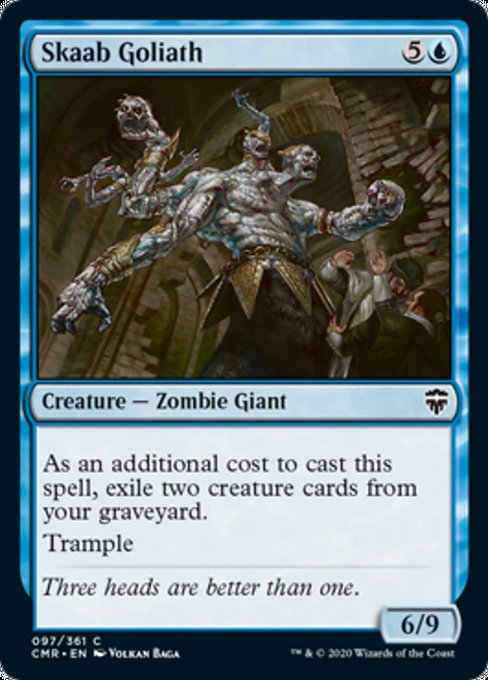 Skaab Goliath 5
Creature — Zombie Giant
As an additional cost to cast this
spell, exile two creature cards from
your graveyard.
Trample
Three heads are better than one.
6/9
097/361 C
CMR • EN Volkan Baga
™ & © 2020 Wizards of the Coast